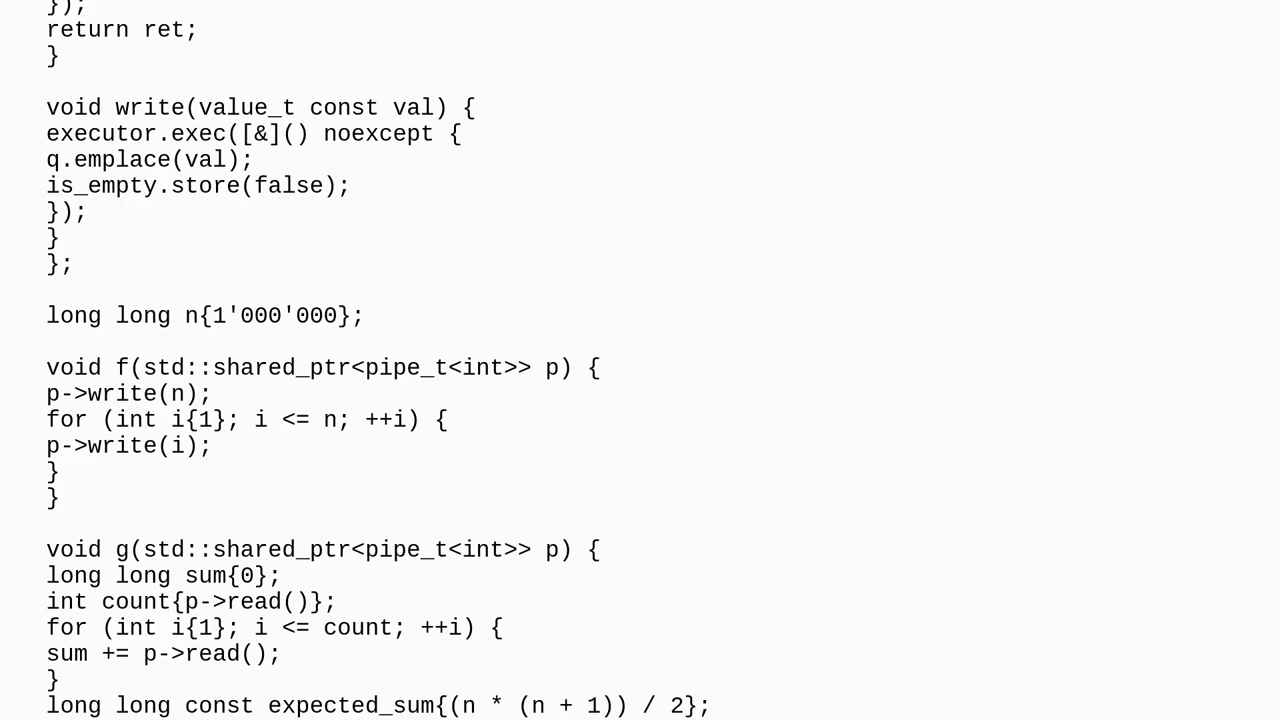 });
return ret;
}
void write(value_t const val) {
executor.exec([&]() noexcept {
q.emplace(val);
is_empty.store(false);
});
}
};
long long n{1'000'000};
void f(std::shared_ptr<pipe_t<int>> p) {
p->write(n);
for (int i{1}; i <= n; ++i) {
p->write(i);
}
}
void g(std::shared_ptr<pipe_t<int>> p) {
long long sum{0};
int count{p->read()};
for (int i{1}; i <= count; ++i) {
sum += p->read();
}
long long const expected_sum{(n * (n + 1)) / 2};